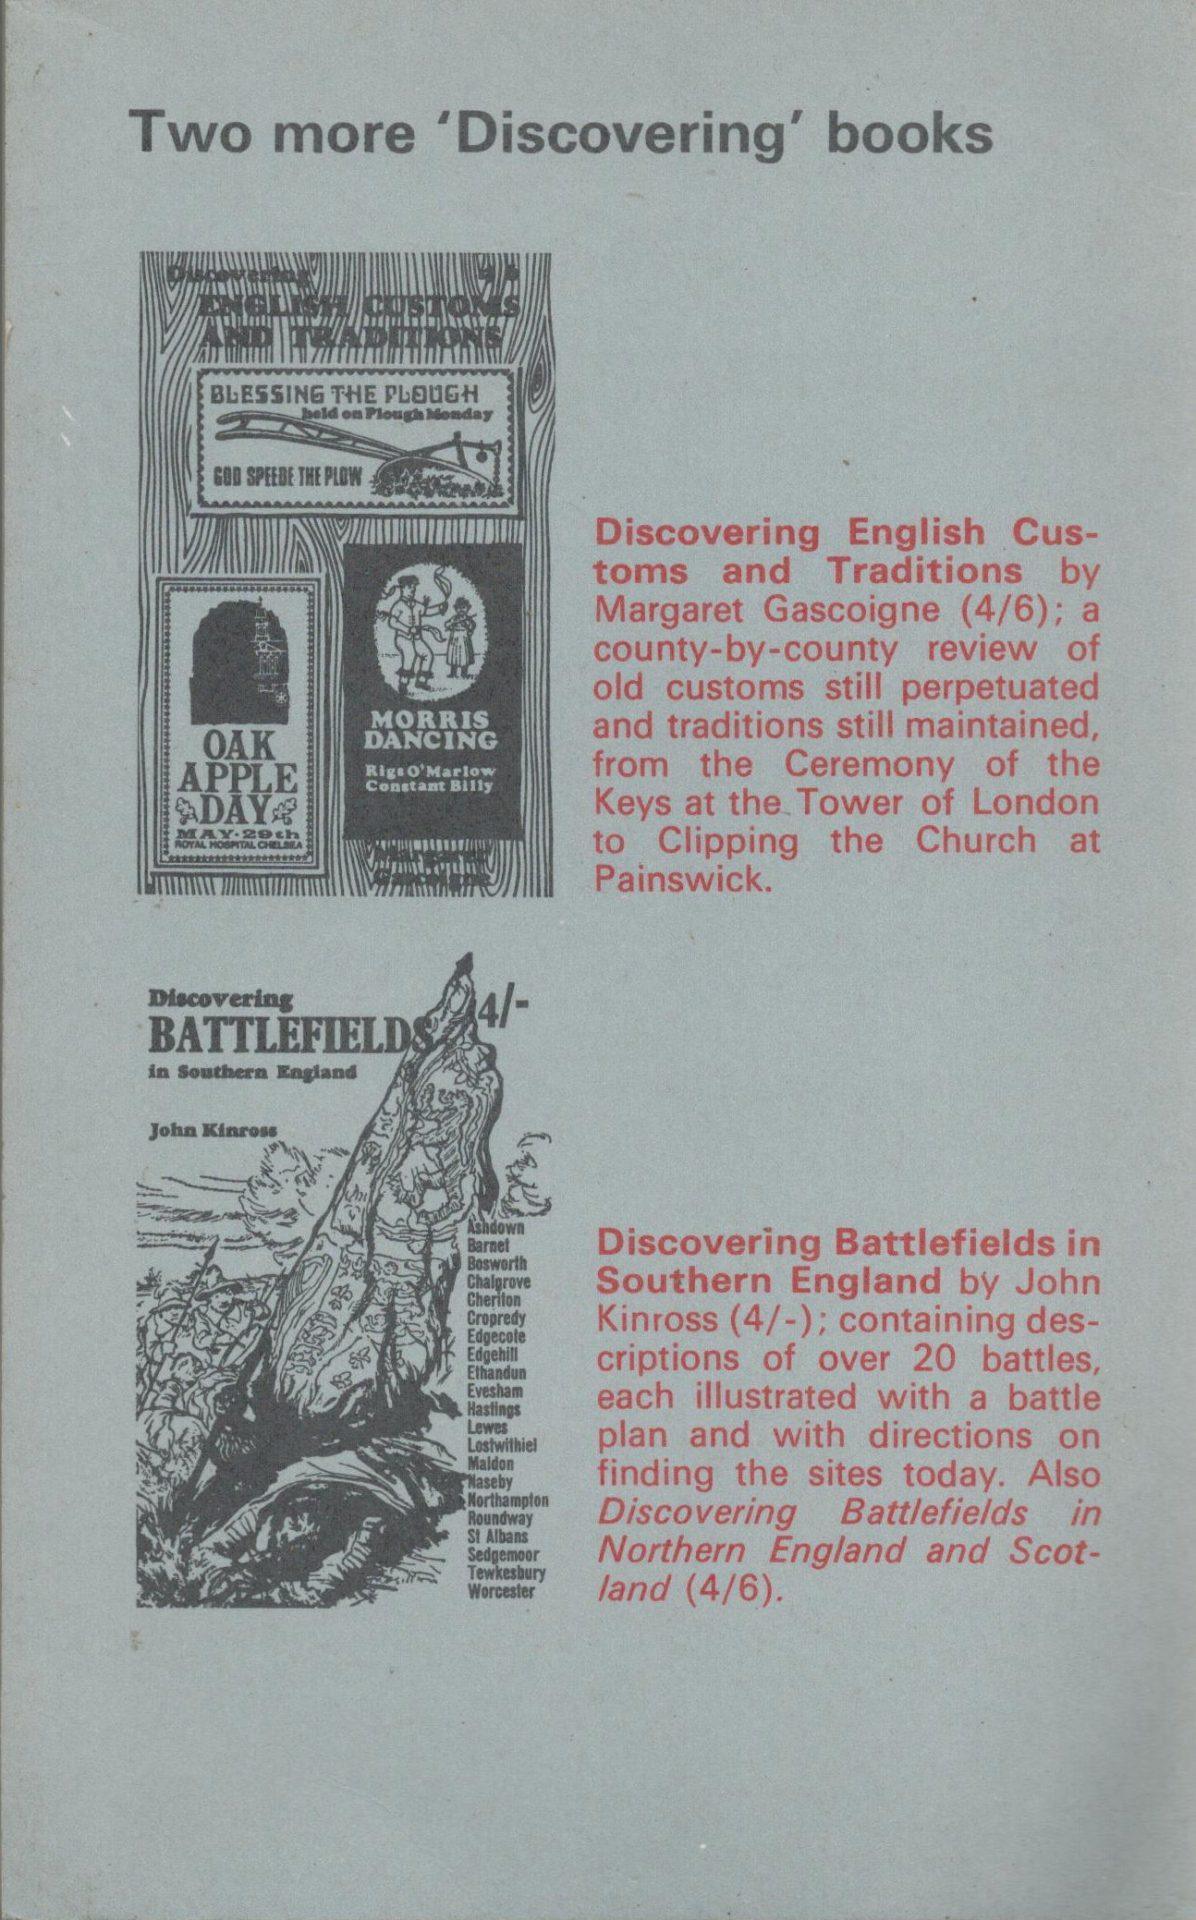 Two more ‘Discovering’ books
Discovering
ENGLISH CUSTOMS
AND TRADITIONS
BLESSING THE PLOUGH
held on Plough Monday
GOD SPEEDE THE PLOW
OAK
APPLE
DAY
MAY·29th
ROYAL HOSPITAL CHELSEA
MORRIS
DANCING
Rigs O'Marlow
Constant Billy
Margaret
Gascoigne
Discovering English Cus-
toms and Traditions by
Margaret Gascoigne (4/6); a
county-by-county review of
old customs still perpetuated
and traditions still maintained,
from the Ceremony of the
Keys at the Tower of London
to Clipping the Church at
Painswick.
Discovering
4/-
BATTLEFIELDS
in Southern England
John Kinross
Ashdown
Barnet
Bosworth
Chalgrove
Cheriton
Cropredy
Edgecote
Edgehill
Ethandun
Evesham
Hastings
Lewes
Lostwithiel
Maldon
Naseby
Northampton
Roundway
St Albans
Sedgemoor
Tewkesbury
Worcester
Discovering Battlefields in
Southern England by John
Kinross (4/-); containing des-
criptions of over 20 battles,
each illustrated with a battle
plan and with directions on
finding the sites today. Also
Discovering Battlefields in
Northern England and Scot-
land (4/6).